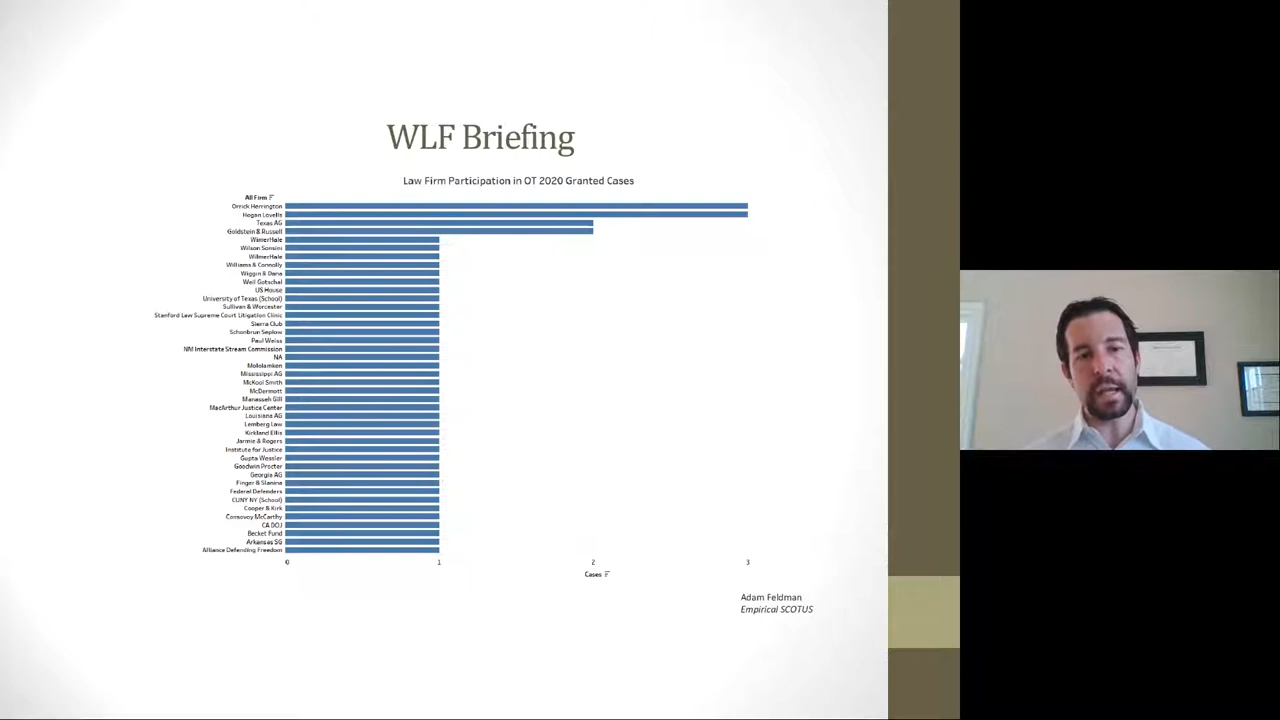 WLF Briefing
Law Firm Participation in OT 2020 Granted Cases
All Firm
Orrick Herrington
Hogan Lovells
Texas AG
Goldstein & Russell
WimerHale
Wilson Sonsini
WillmerHale
Williams & Connolly
Wiggin & Dana
Weil Gotschal
US House
University of Texas (School)
Sullivan & Worcester
Stanford Law Supreme Court Litigation Clinic
Sierra Club
Schonbrun Seplow
Paul Weiss
NM Interstate Stream Commission
NA
Mololamken
Mississippi AG
McKool Smith
McDermott
Manasseh Gill
MacArthur Justice Center
Louisiana AG
Lemberg Law
Kirkland Ellis
Jarmie & Rogers
Institute for Justice
Gupta Wessler
Goodwin Procter
Georgia AG
Finger & Slanina
Federal Defenders
CUNY NY (School)
Cooper & Kirk
Consovoy McCarthy
CA DOJ
Becket Fund
Arkansas SG
Alliance Defending Freedom
0 1 2 3
Cases
Adam Feldman
Empirical SCOTUS